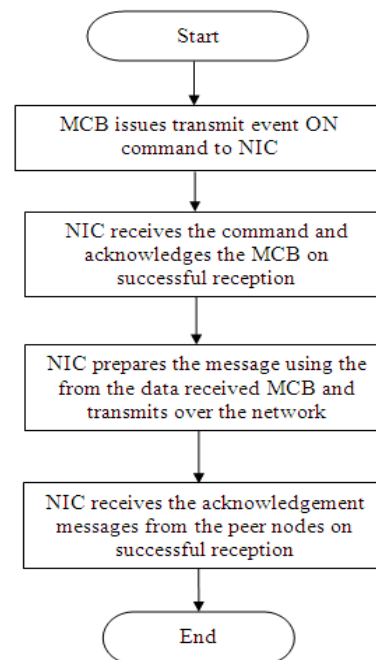 Start
MCB issues transmit event ON
command to NIC
NIC receives the command and
acknowledges the MCB on
successful reception
NIC prepares the message using the
from the data received MCB and
transmits over the network
NIC receives the acknowledgement
messages from the peer nodes on
successful reception
End